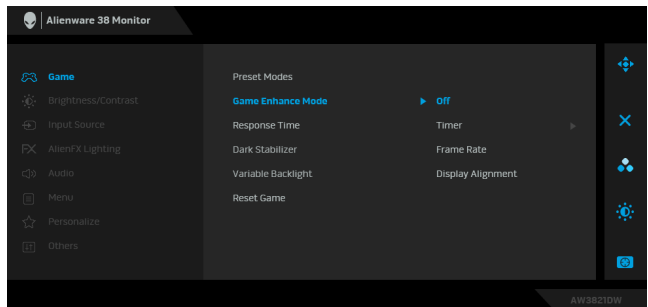 Alienware 38 Monitor
Game
Brightness/Contrast
Input Source
FX AlienFX Lighting
Audio
Menu
Personalize
Others
Preset Modes
Game Enhance Mode
Response Time
Dark Stabilizer
Variable Backlight
Reset Game
Off
Timer
Frame Rate
Display Alignment
AW3821DW